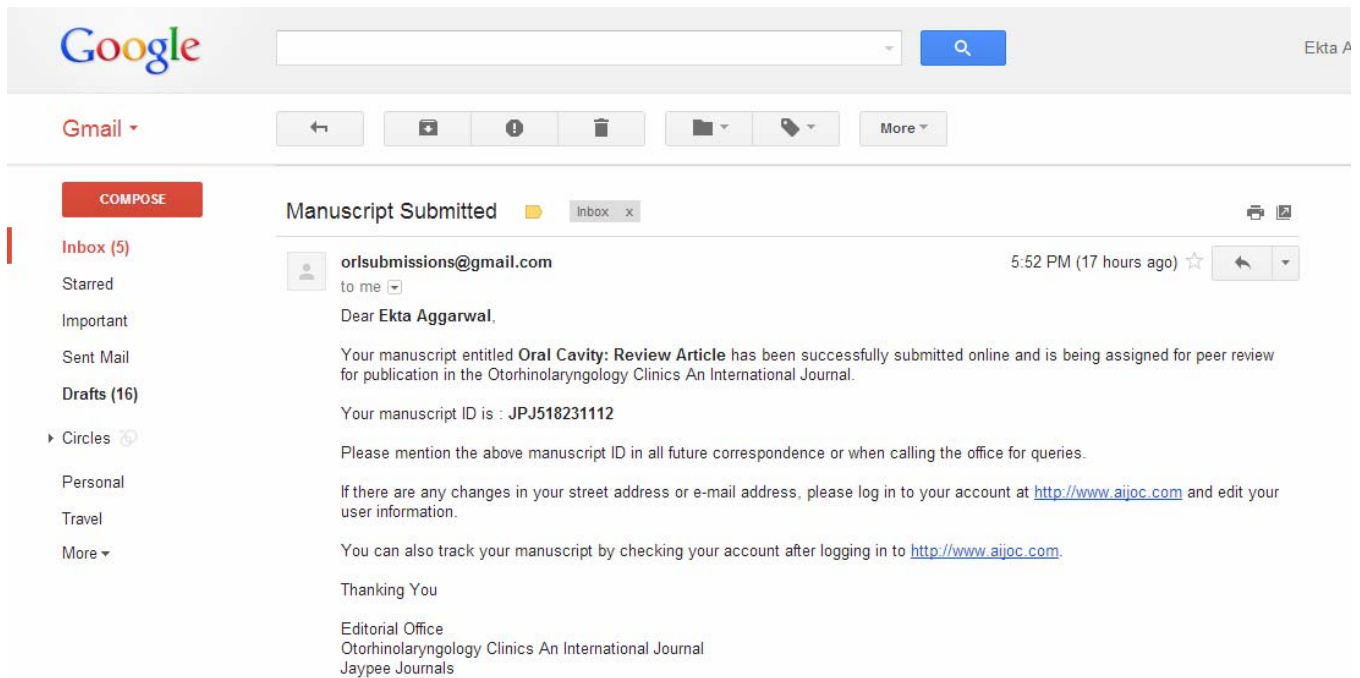 Google
Ekta A
Gmail
More
COMPOSE
Manuscript Submitted
Inbox x
Inbox (5)
Starred
Important
Sent Mail
Drafts (16)
Circles
Personal
Travel
More
orlsubmissions@gmail.com
5:52 PM (17 hours ago)
to me
Dear Ekta Aggarwal,
Your manuscript entitled Oral Cavity: Review Article has been successfully submitted online and is being assigned for peer review
for publication in the Otorhinolaryngology Clinics An International Journal.
Your manuscript ID is : JPJ518231112
Please mention the above manuscript ID in all future correspondence or when calling the office for queries.
If there are any changes in your street address or e-mail address, please log in to your account at http://www.aijoc.com and edit your
user information.
You can also track your manuscript by checking your account after logging in to http://www.aijoc.com.
Thanking You
Editorial Office
Otorhinolaryngology Clinics An International Journal
Jaypee Journals